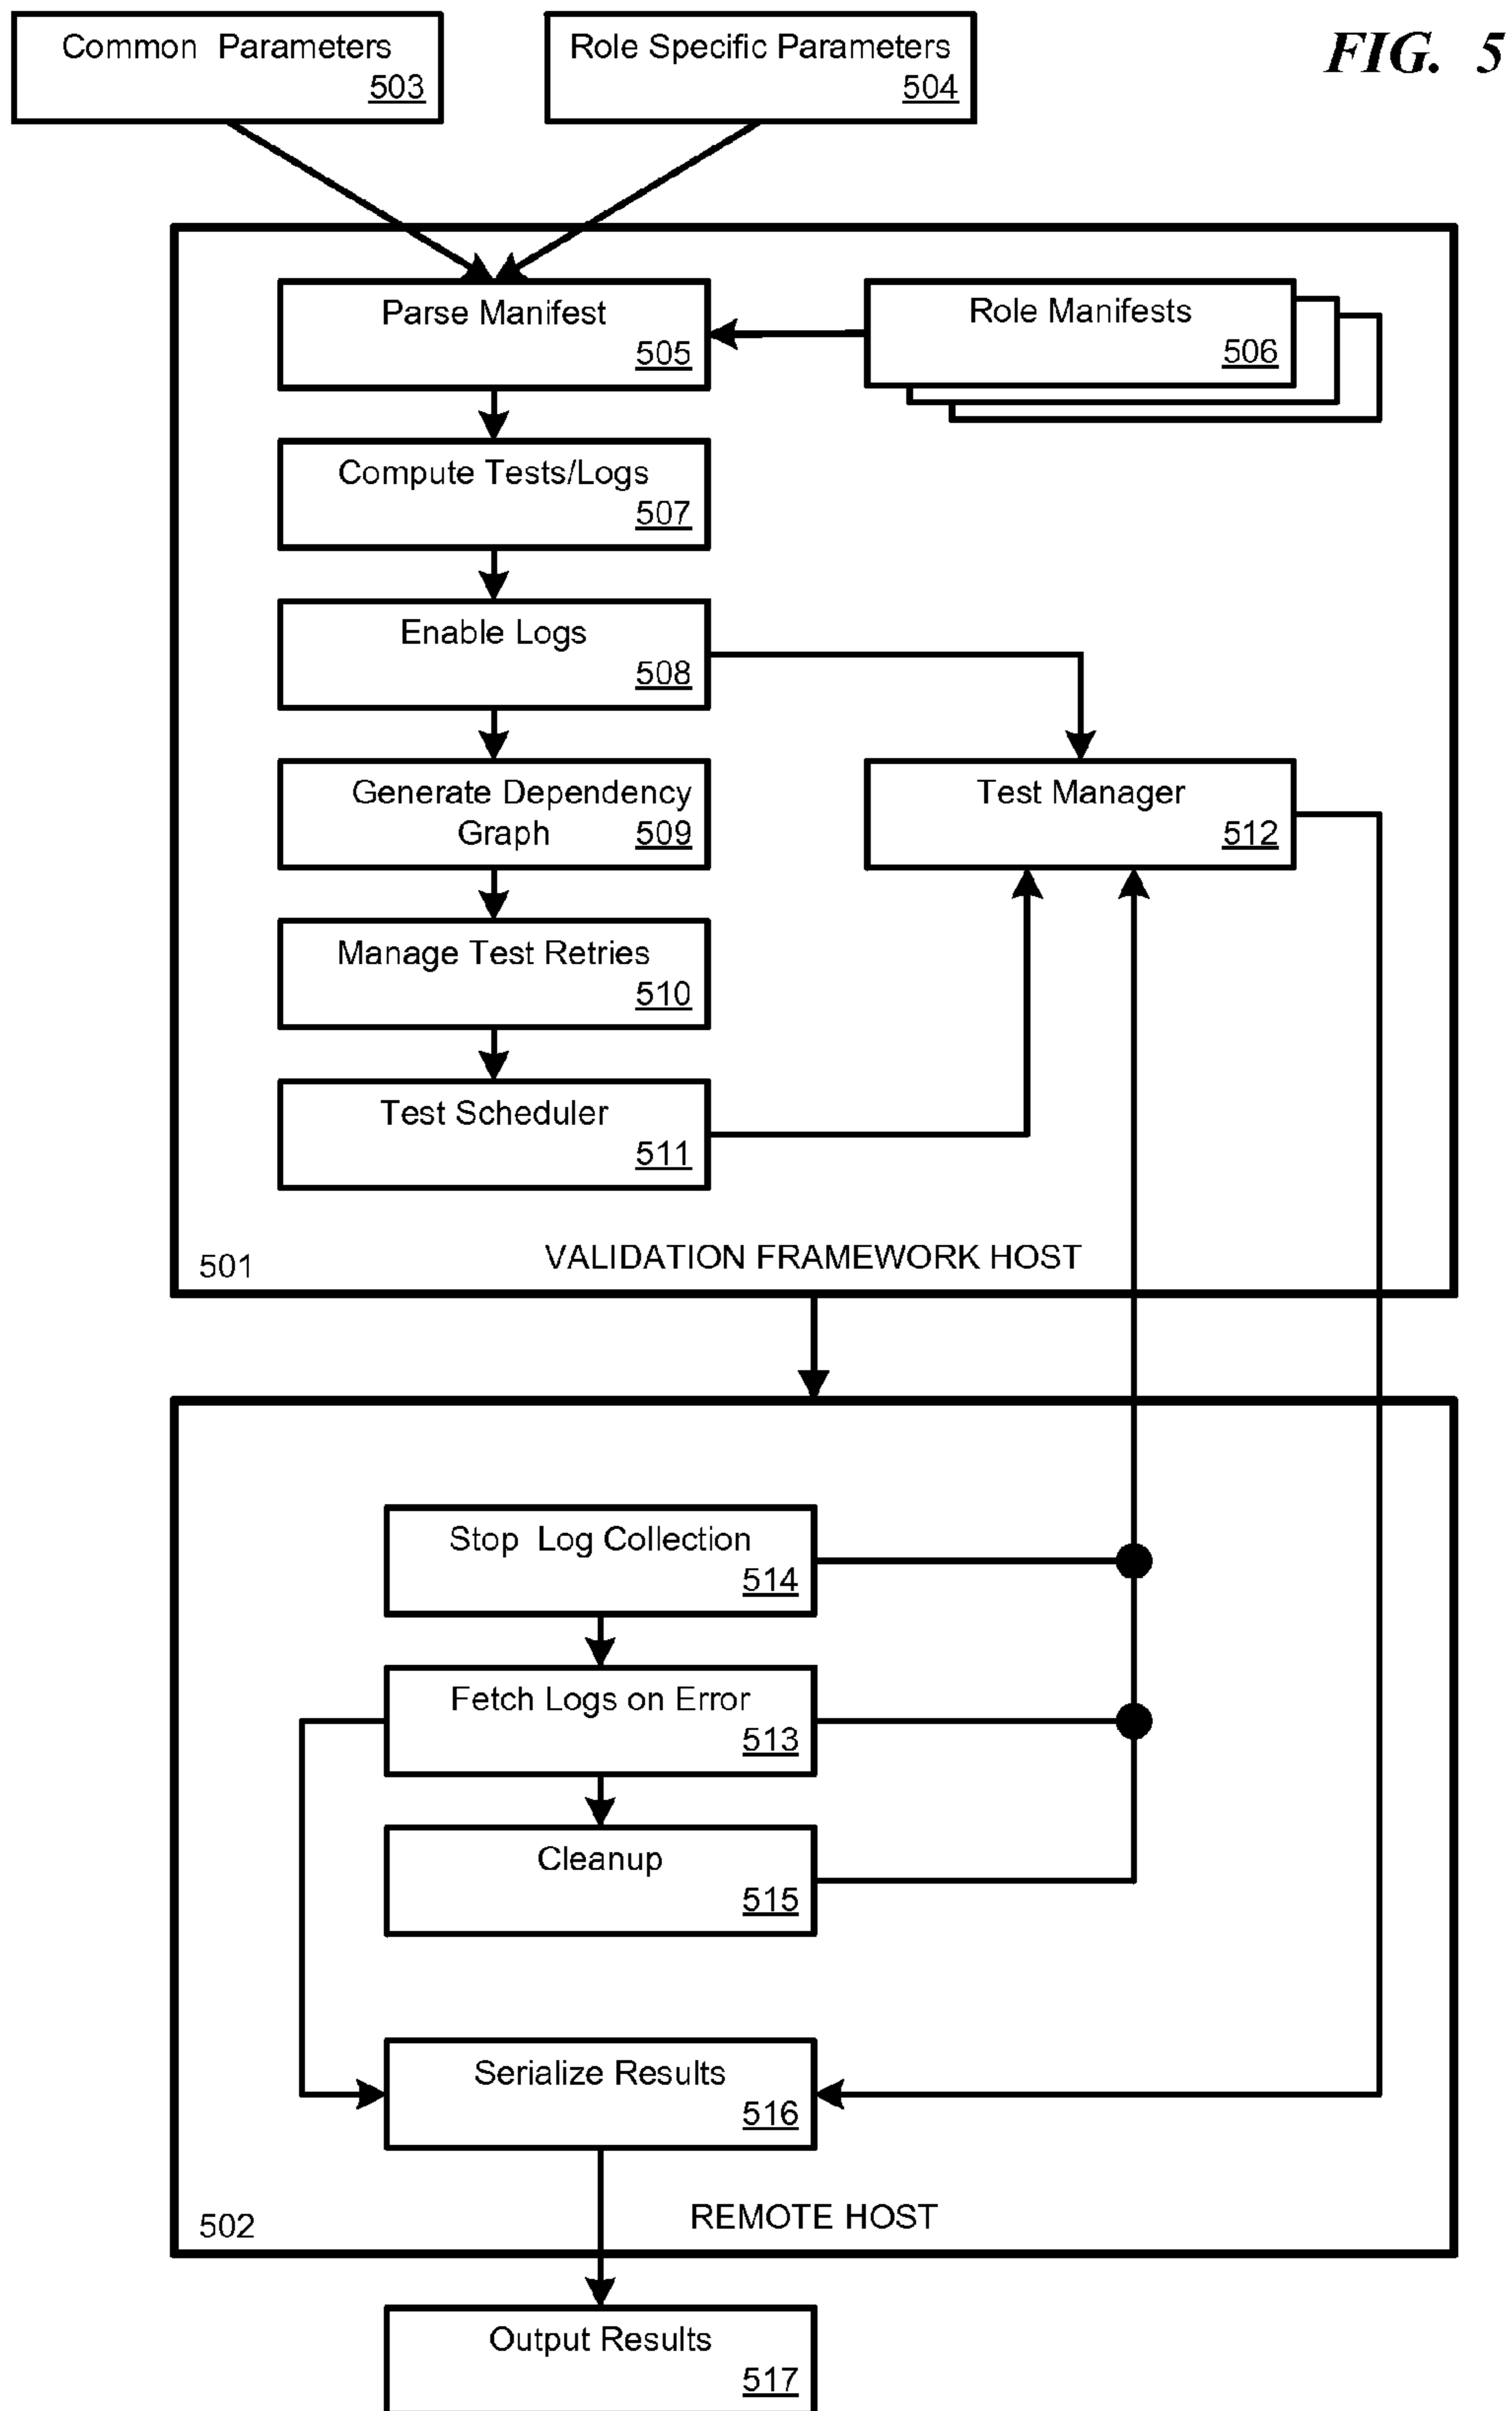 FIG. 5
Common Parameters
503
Role Specific Parameters
504
Parse Manifest
505
Role Manifests
506
Compute Tests/Logs
507
Enable Logs
508
Generate Dependency
Graph 509
Test Manager
512
Manage Test Retries
510
Test Scheduler
511
501
VALIDATION FRAMEWORK HOST
Stop Log Collection
514
Fetch Logs on Error
513
Cleanup
515
Serialize Results
516
502
REMOTE HOST
Output Results
517